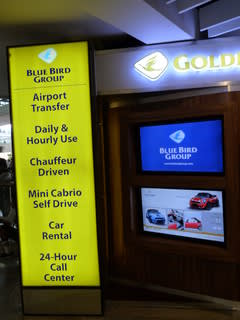 BLUE BIRD
GROUP
Airport
Transfer
Daily &
Hourly Use
Chauffeur
Driven
Mini Cabrio
Self Drive
Car
Rental
24-Hour
Call
Center
BLUE BIRD
GROUP